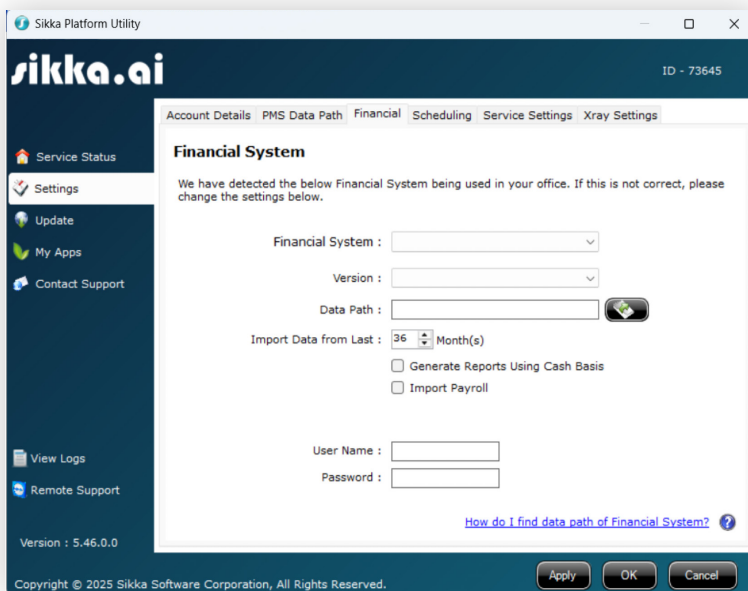 Sikka Platform Utility
sikka.ai
ID - 73645
Account Details PMS Data Path Financial Scheduling Service Settings Xray Settings
Service Status
Settings
Update
My Apps
Contact Support
View Logs
Remote Support
Version : 5.46.0.0
Financial System
We have detected the below Financial System being used in your office. If this is not correct, please
change the settings below.
Financial System :
Version :
Data Path :
Import Data from Last : 36 Month(s)
Generate Reports Using Cash Basis
Import Payroll
User Name :
Password :
How do I find data path of Financial System? ?
Apply OK Cancel
Copyright © 2025 Sikka Software Corporation, All Rights Reserved.